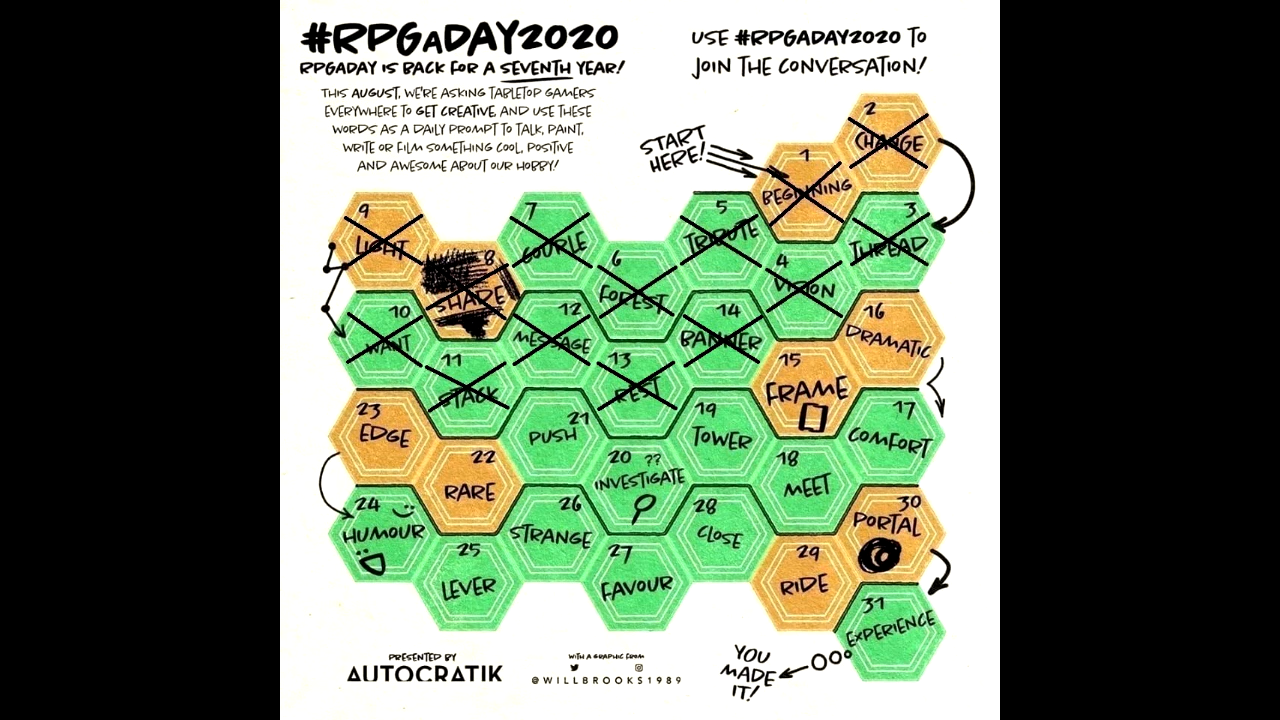 #RPGaDAY2020
RPGADAY IS BACK FOR A SEVENTH YEAR!
THIS AUGUST, WE'RE ASKING TABLETOP GAMERS
EVERYWHERE TO GET CREATIVE, AND USE THESE
WORDS AS A DAILY PROMPT TO TALK, PAINT,
WRITE OR FILM SOMETHING COOL, POSITIVE
AND AWESOME ABOUT OUR HOBBY!
USE #RPGADAY2020 TO
JOIN THE CONVERSATION!
START
HERE!
1
BEGINNING
2
CHANGE
3
THREAD
4
VISION
5
TRIBUTE
6
FOREST
7
COUPLE
8
SHADE
9
LIGHT
10
WANT
11
STACK
12
MESSAGE
13
REST
14
BANNER
15
FRAME
16
DRAMATIC
17
COMFORT
18
MEET
19
TOWER
20 ??
INVESTIGATE
21
PUSH
22
RARE
23
EDGE
24
HUMOUR
25
LEVER
26
STRANGE
27
FAVOUR
28
CLOSE
29
RIDE
30
PORTAL
31
EXPERIENCE
YOU
MADE
IT!
PRESENTED BY
AUTOCRATIK
WITH A GRAPHIC FROM
@WILLBROOKS1989